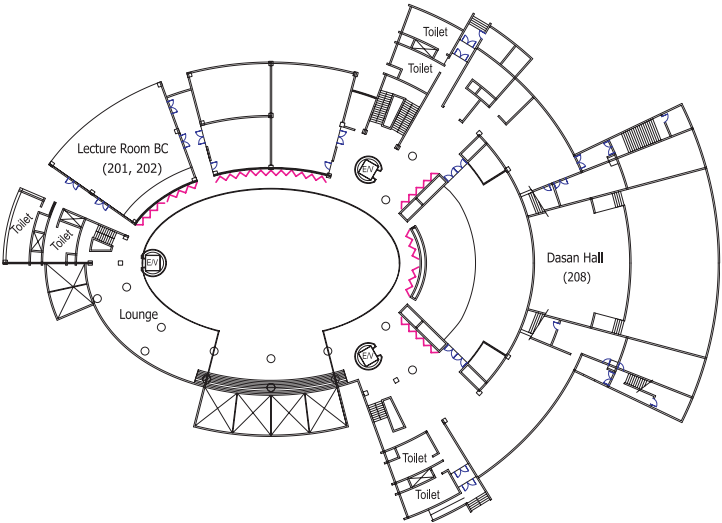 Toilet
Toilet
Lecture Room BC
(201, 202)
E/V
Toilet
Toilet
E/V
Dasan Hall
(208)
Lounge
E/V
Toilet
Toilet